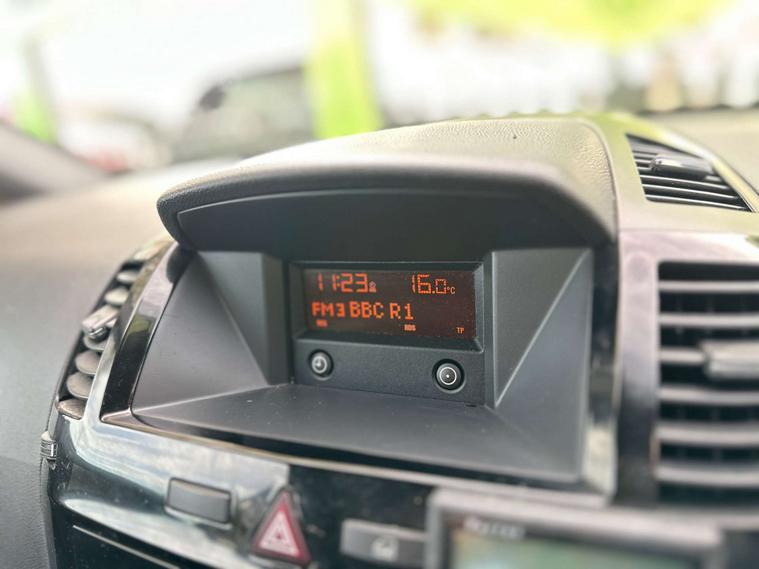 11:23 16.0°C
FM3 BBC R1
RDS TP